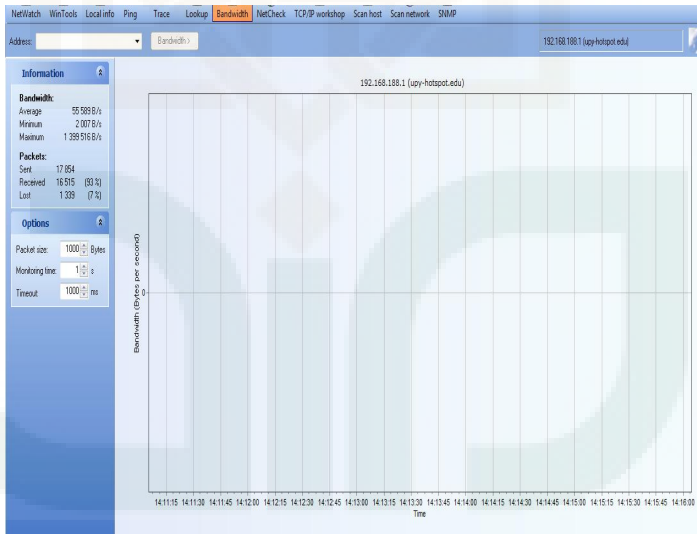 NetWatch WinTools Local info Ping Trace Lookup Bandwidth NetCheck TCP/IP workshop Scan host Scan network SNMP
Address: Bandwidth > 192.168.188.1 (upy-hotspot.edu)
Information
Bandwidth:
Average 55 589 B/s
Minimum 2 007 B/s
Maximum 1 399 516 B/s
Packets:
Sent 17 854
Received 16 515 (93 %)
Lost 1 339 (7 %)
Options
Packet size: 1000 Bytes
Monitoring time: 1 s
Timeout: 1000 ms
192.168.188.1 (upy-hotspot.edu)
Bandwidth (Bytes per second)
0
14:11:15 14:11:30 14:11:45 14:12:00 14:12:15 14:12:30 14:12:45 14:13:00 14:13:15 14:13:30 14:13:45 14:14:00 14:14:15 14:14:30 14:14:45 14:15:00 14:15:15 14:15:30 14:15:45 14:16:00
Time